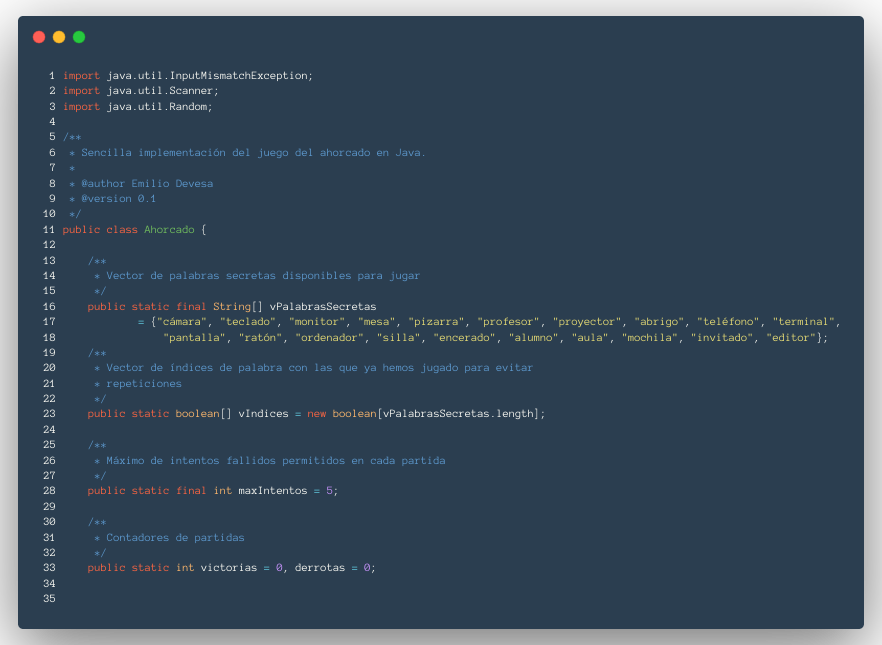 1 import java.util.InputMismatchException;
2 import java.util.Scanner;
3 import java.util.Random;
4
5 /**
6  * Sencilla implementación del juego del ahorcado en Java.
7  *
8  * @author Emilio Devesa
9  * @version 0.1
10  */
11 public class Ahorcado {
12
13     /**
14      * Vector de palabras secretas disponibles para jugar
15      */
16     public static final String[] vPalabrasSecretas
17             = {"cámara", "teclado", "monitor", "mesa", "pizarra", "profesor", "proyector", "abrigo", "teléfono", "terminal",
18                 "pantalla", "ratón", "ordenador", "silla", "encerado", "alumno", "aula", "mochila", "invitado", "editor"};
19     /**
20      * Vector de índices de palabra con las que ya hemos jugado para evitar
21      * repeticiones
22      */
23     public static boolean[] vIndices = new boolean[vPalabrasSecretas.length];
24
25     /**
26      * Máximo de intentos fallidos permitidos en cada partida
27      */
28     public static final int maxIntentos = 5;
29
30     /**
31      * Contadores de partidas
32      */
33     public static int victorias = 0, derrotas = 0;
34
35